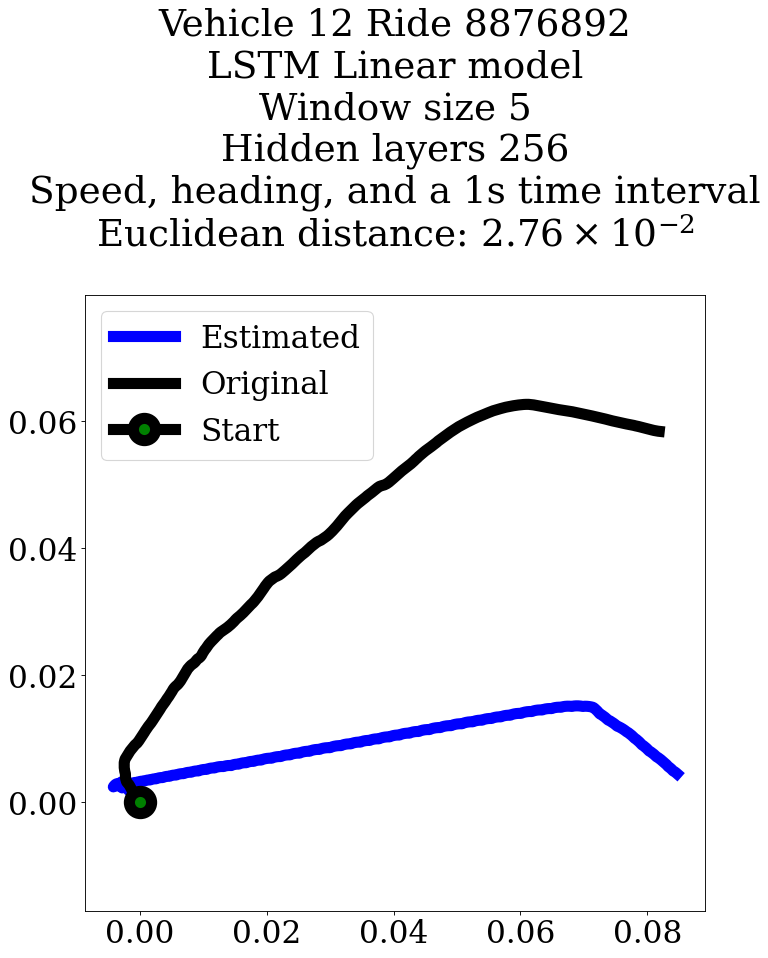 Vehicle 12 Ride 8876892
LSTM Linear model
Window size 5
Hidden layers 256
Speed, heading, and a 1s time interval
Euclidean distance: 2.76 × 10⁻²
Estimated
Original
Start
0.06
0.04
0.02
0.00
0.00 0.02 0.04 0.06 0.08